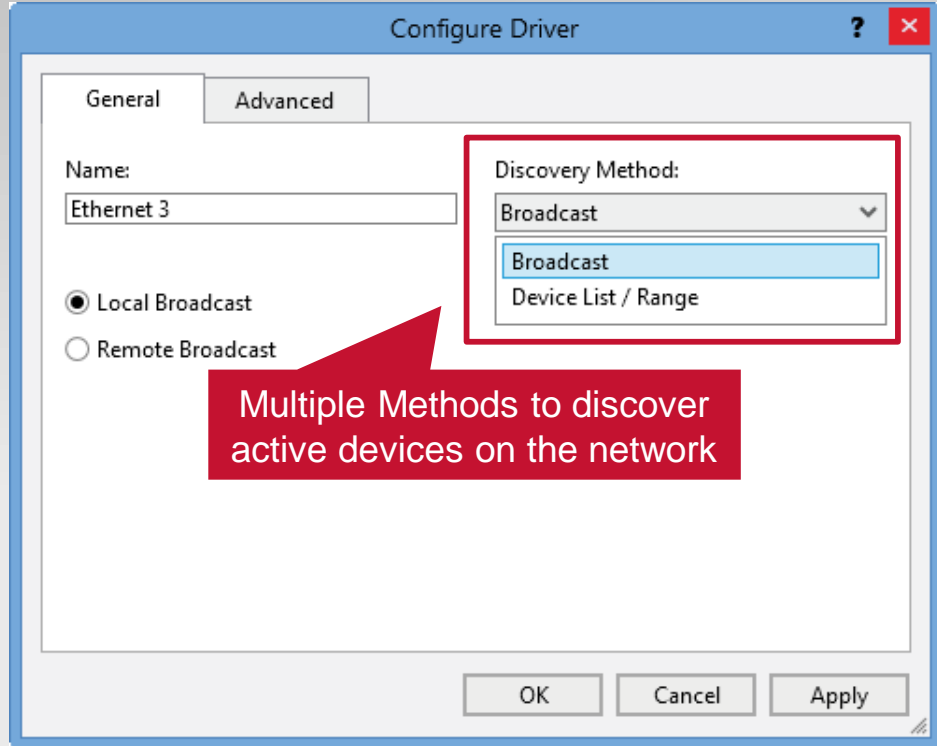 Configure Driver ?
General
Advanced
Name:
Ethernet 3
Discovery Method:
Broadcast
Broadcast
Device List / Range
Local Broadcast
Remote Broadcast
Multiple Methods to discover
active devices on the network
OK
Cancel
Apply